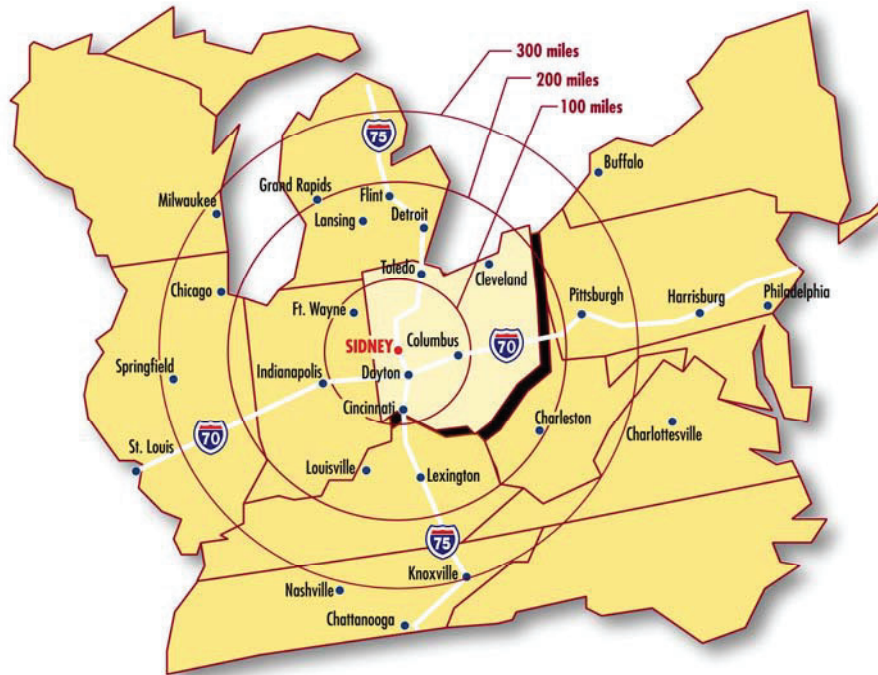 300 miles
200 miles
100 miles
75
Buffalo
Grand Rapids
Flint
Milwaukee
Lansing
Detroit
Toledo
Cleveland
Chicago
Ft. Wayne
Pittsburgh
Harrisburg
Philadelphia
SIDNEY
Columbus
70
Springfield
Indianapolis
Dayton
Cincinnati
Charleston
Charlottesville
St. Louis
70
Louisville
Lexington
75
Knoxville
Nashville
Chattanooga